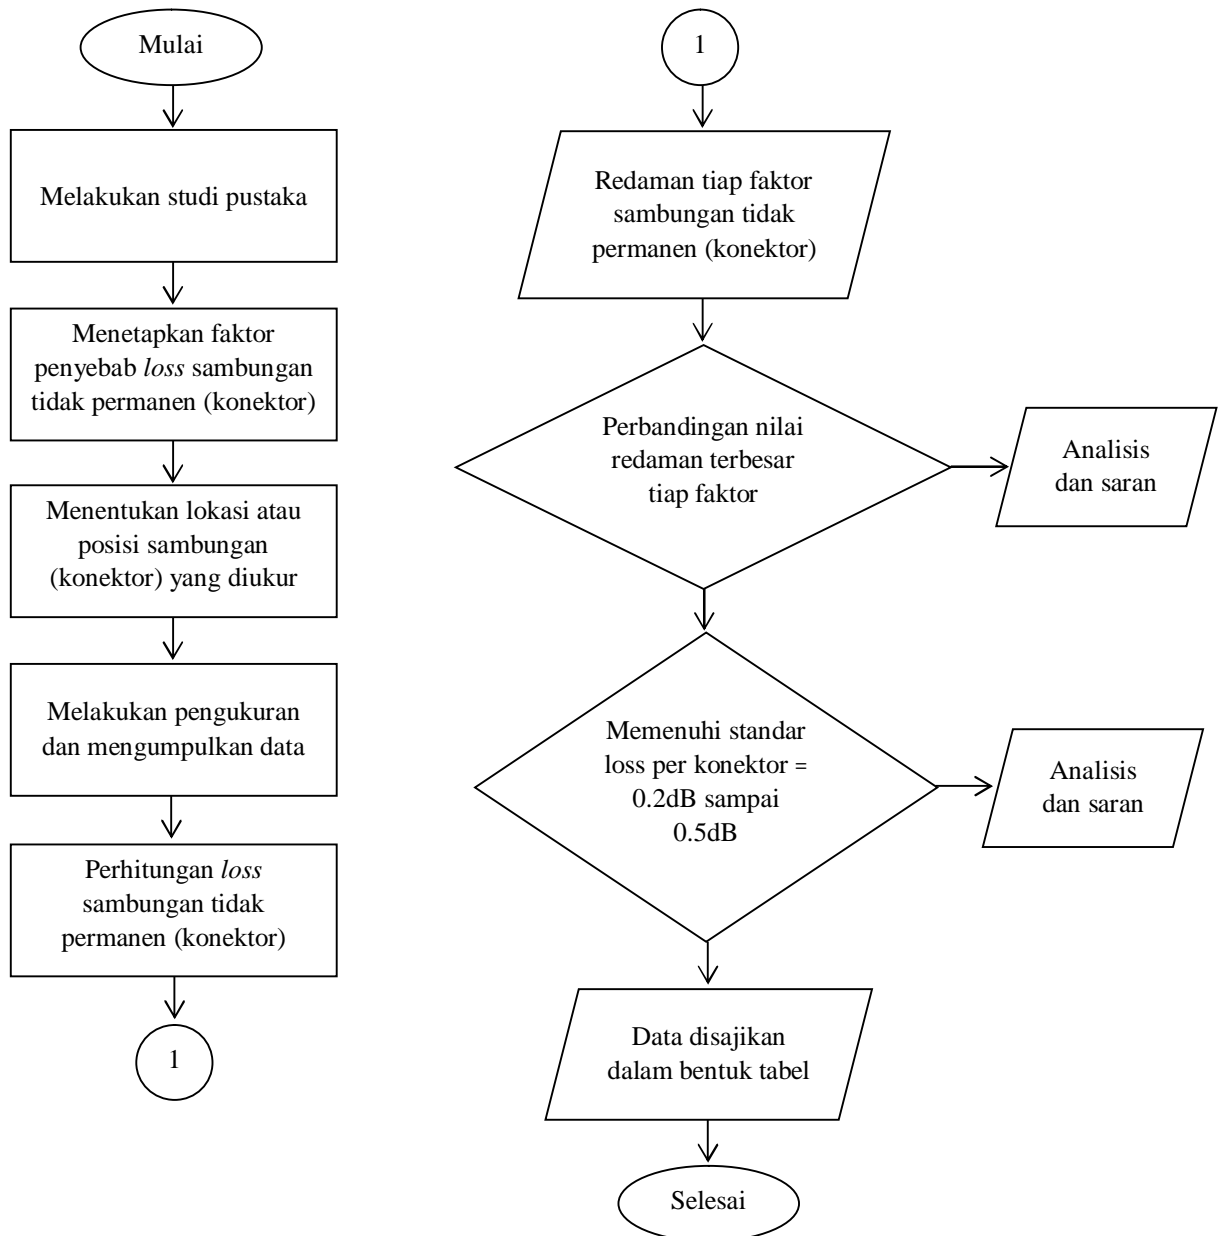 Mulai
Melakukan studi pustaka
Menetapkan faktor
penyebab loss sambungan
tidak permanen (konektor)
Menentukan lokasi atau
posisi sambungan
(konektor) yang diukur
Melakukan pengukuran
dan mengumpulkan data
Perhitungan loss
sambungan tidak
permanen (konektor)
1
1
Redaman tiap faktor
sambungan tidak
permanen (konektor)
Perbandingan nilai
redaman terbesar
tiap faktor
Analisis
dan saran
Memenuhi standar
loss per konektor =
0.2dB sampai
0.5dB
Analisis
dan saran
Data disajikan
dalam bentuk tabel
Selesai